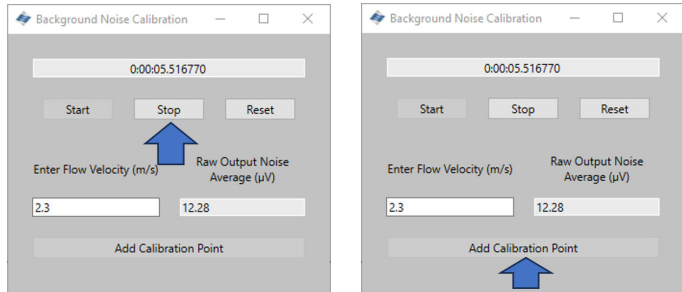 Background Noise Calibration
0:00:05.516770
Start Stop Reset
Enter Flow Velocity (m/s)
Raw Output Noise
Average (µV)
2.3
12.28
Add Calibration Point
Background Noise Calibration
0:00:05.516770
Start Stop Reset
Enter Flow Velocity (m/s)
Raw Output Noise
Average (µV)
2.3
12.28
Add Calibration Point